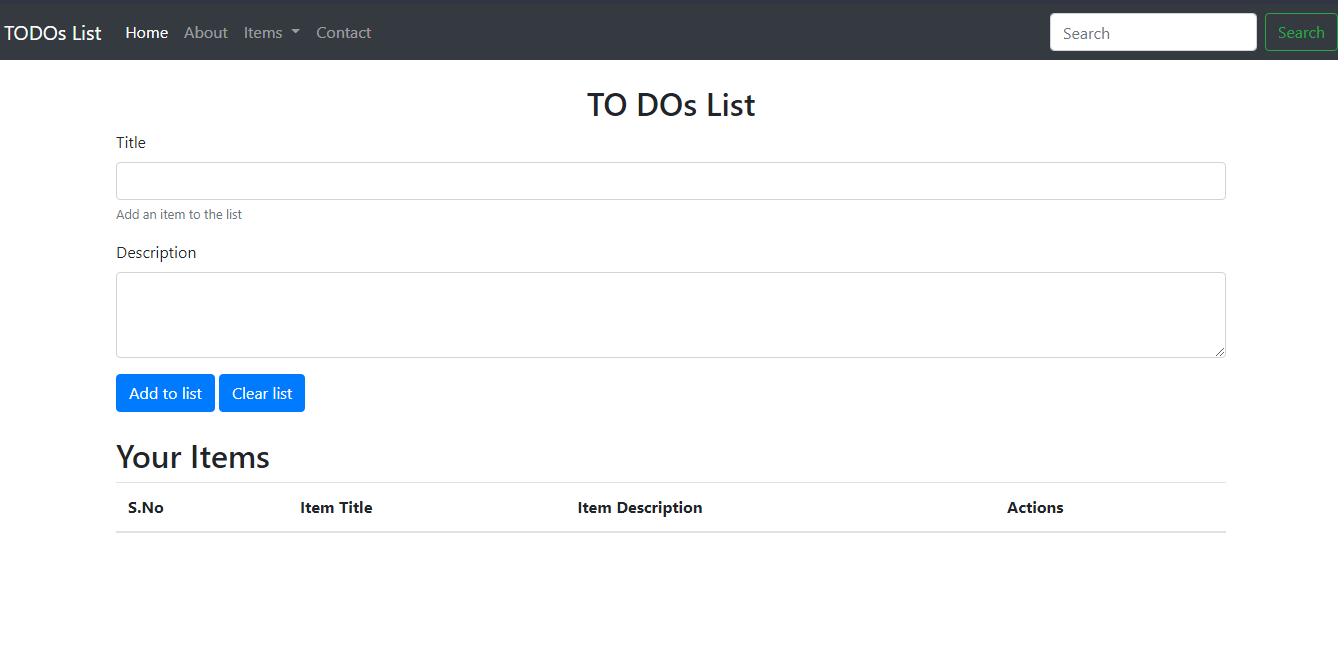 TODOs List Home About Items Contact Search Search
TO DOs List
Title
Add an item to the list
Description
Add to list Clear list
Your Items
S.No Item Title Item Description Actions